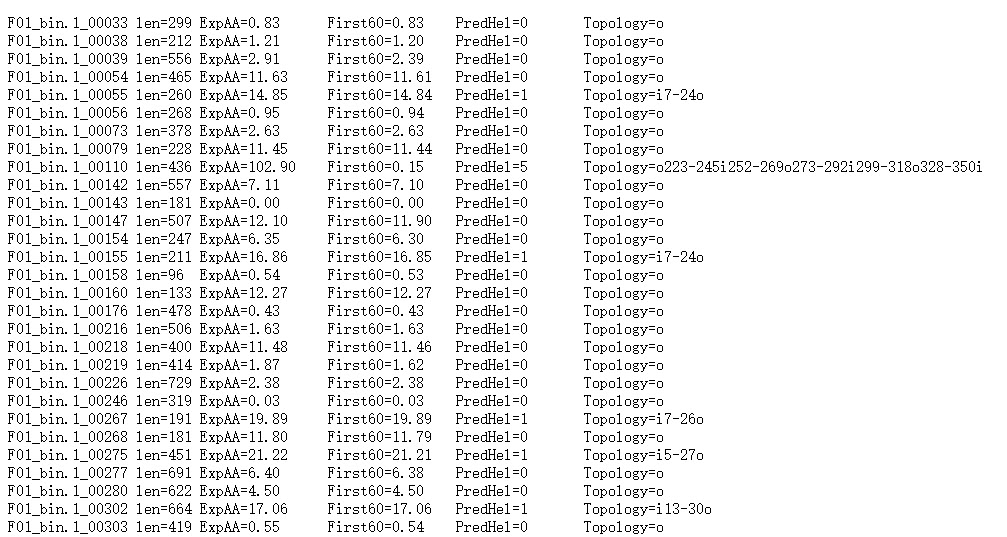 F01_bin.1_00033 len=299 ExpAA=0.83 First60=0.83 PredHel=0 Topology=o
F01_bin.1_00038 len=212 ExpAA=1.21 First60=1.20 PredHel=0 Topology=o
F01_bin.1_00039 len=556 ExpAA=2.91 First60=2.39 PredHel=0 Topology=o
F01_bin.1_00054 len=465 ExpAA=11.63 First60=11.61 PredHel=0 Topology=o
F01_bin.1_00055 len=260 ExpAA=14.85 First60=14.84 PredHel=1 Topology=i7-24o
F01_bin.1_00056 len=268 ExpAA=0.95 First60=0.94 PredHel=0 Topology=o
F01_bin.1_00073 len=378 ExpAA=2.63 First60=2.63 PredHel=0 Topology=o
F01_bin.1_00079 len=228 ExpAA=11.45 First60=11.44 PredHel=0 Topology=o
F01_bin.1_00110 len=436 ExpAA=102.90 First60=0.15 PredHel=5 Topology=o223-245i252-269o273-292i299-318o328-350i
F01_bin.1_00142 len=557 ExpAA=7.11 First60=7.10 PredHel=0 Topology=o
F01_bin.1_00143 len=181 ExpAA=0.00 First60=0.00 PredHel=0 Topology=o
F01_bin.1_00147 len=507 ExpAA=12.10 First60=11.90 PredHel=0 Topology=o
F01_bin.1_00154 len=247 ExpAA=6.35 First60=6.30 PredHel=0 Topology=o
F01_bin.1_00155 len=211 ExpAA=16.86 First60=16.85 PredHel=1 Topology=i7-24o
F01_bin.1_00158 len=96 ExpAA=0.54 First60=0.53 PredHel=0 Topology=o
F01_bin.1_00160 len=133 ExpAA=12.27 First60=12.27 PredHel=0 Topology=o
F01_bin.1_00176 len=478 ExpAA=0.43 First60=0.43 PredHel=0 Topology=o
F01_bin.1_00216 len=506 ExpAA=1.63 First60=1.63 PredHel=0 Topology=o
F01_bin.1_00218 len=400 ExpAA=11.48 First60=11.46 PredHel=0 Topology=o
F01_bin.1_00219 len=414 ExpAA=1.87 First60=1.62 PredHel=0 Topology=o
F01_bin.1_00226 len=729 ExpAA=2.38 First60=2.38 PredHel=0 Topology=o
F01_bin.1_00246 len=319 ExpAA=0.03 First60=0.03 PredHel=0 Topology=o
F01_bin.1_00267 len=191 ExpAA=19.89 First60=19.89 PredHel=1 Topology=i7-26o
F01_bin.1_00268 len=181 ExpAA=11.80 First60=11.79 PredHel=0 Topology=o
F01_bin.1_00275 len=451 ExpAA=21.22 First60=21.21 PredHel=1 Topology=i5-27o
F01_bin.1_00277 len=691 ExpAA=6.40 First60=6.38 PredHel=0 Topology=o
F01_bin.1_00280 len=622 ExpAA=4.50 First60=4.50 PredHel=0 Topology=o
F01_bin.1_00302 len=664 ExpAA=17.06 First60=17.06 PredHel=1 Topology=i13-30o
F01_bin.1_00303 len=419 ExpAA=0.55 First60=0.54 PredHel=0 Topology=o